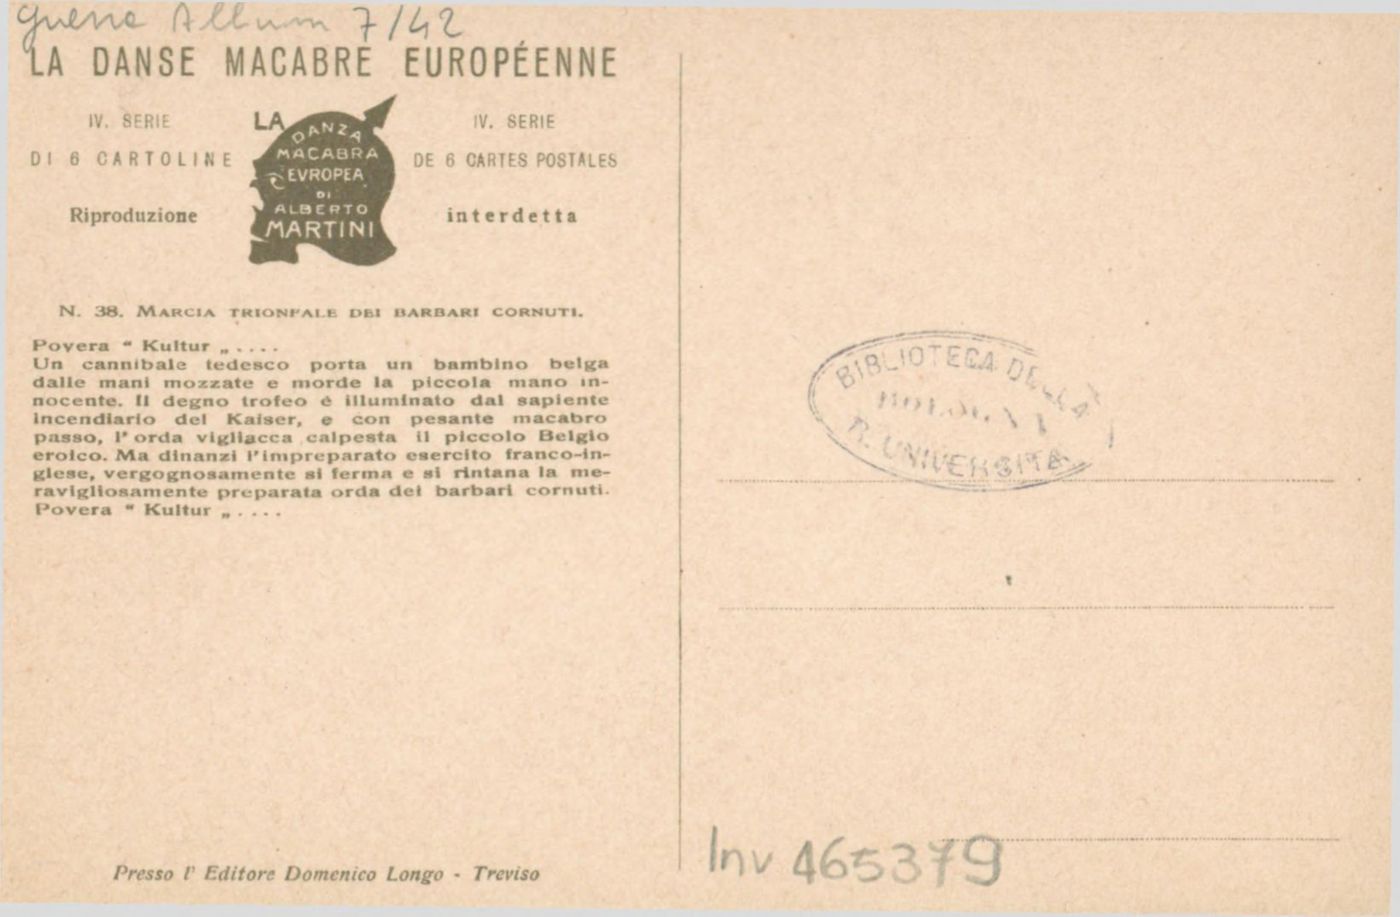 Guerra Album 7/42
LA DANSE MACABRE EUROPÉENNE
IV. SERIE
DI 6 CARTOLINE
Riproduzione
LA
DANZA
MACABRA
EVROPEA
DI
ALBERTO
MARTINI
IV. SERIE
DE 6 CARTES POSTALES
interdetta
N. 38. MARCIA TRIONFALE DEI BARBARI CORNUTI.
Povera “ Kultur „ ....
Un cannibale tedesco porta un bambino belga
dalle mani mozzate e morde la piccola mano in-
nocente. Il degno trofeo è illuminato dal sapiente
incendiario del Kaiser, e con pesante macabro
passo, l'orda vigliacca calpesta il piccolo Belgio
eroico. Ma dinanzi l'impreparato esercito franco-in-
glese, vergognosamente si ferma e si rintana la me-
ravigliosamente preparata orda dei barbari cornuti.
Povera “ Kultur „ ....
Presso l' Editore Domenico Longo - Treviso
BIBLIOTECA DELLA
R. UNIVERSITA
Inv 465379